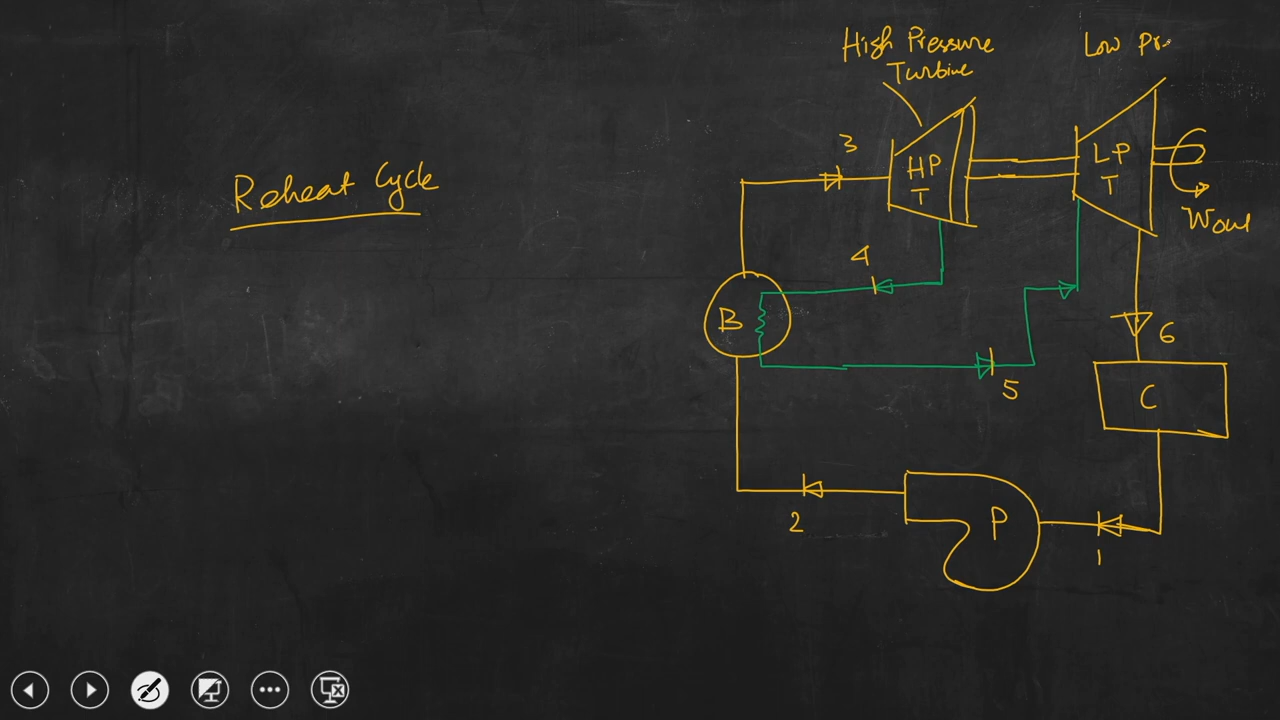 High Pressure
Turbine
Low Pr
Reheat Cycle
3
HP
T
LP
T
Wout
4
B
6
5
C
2
P
1